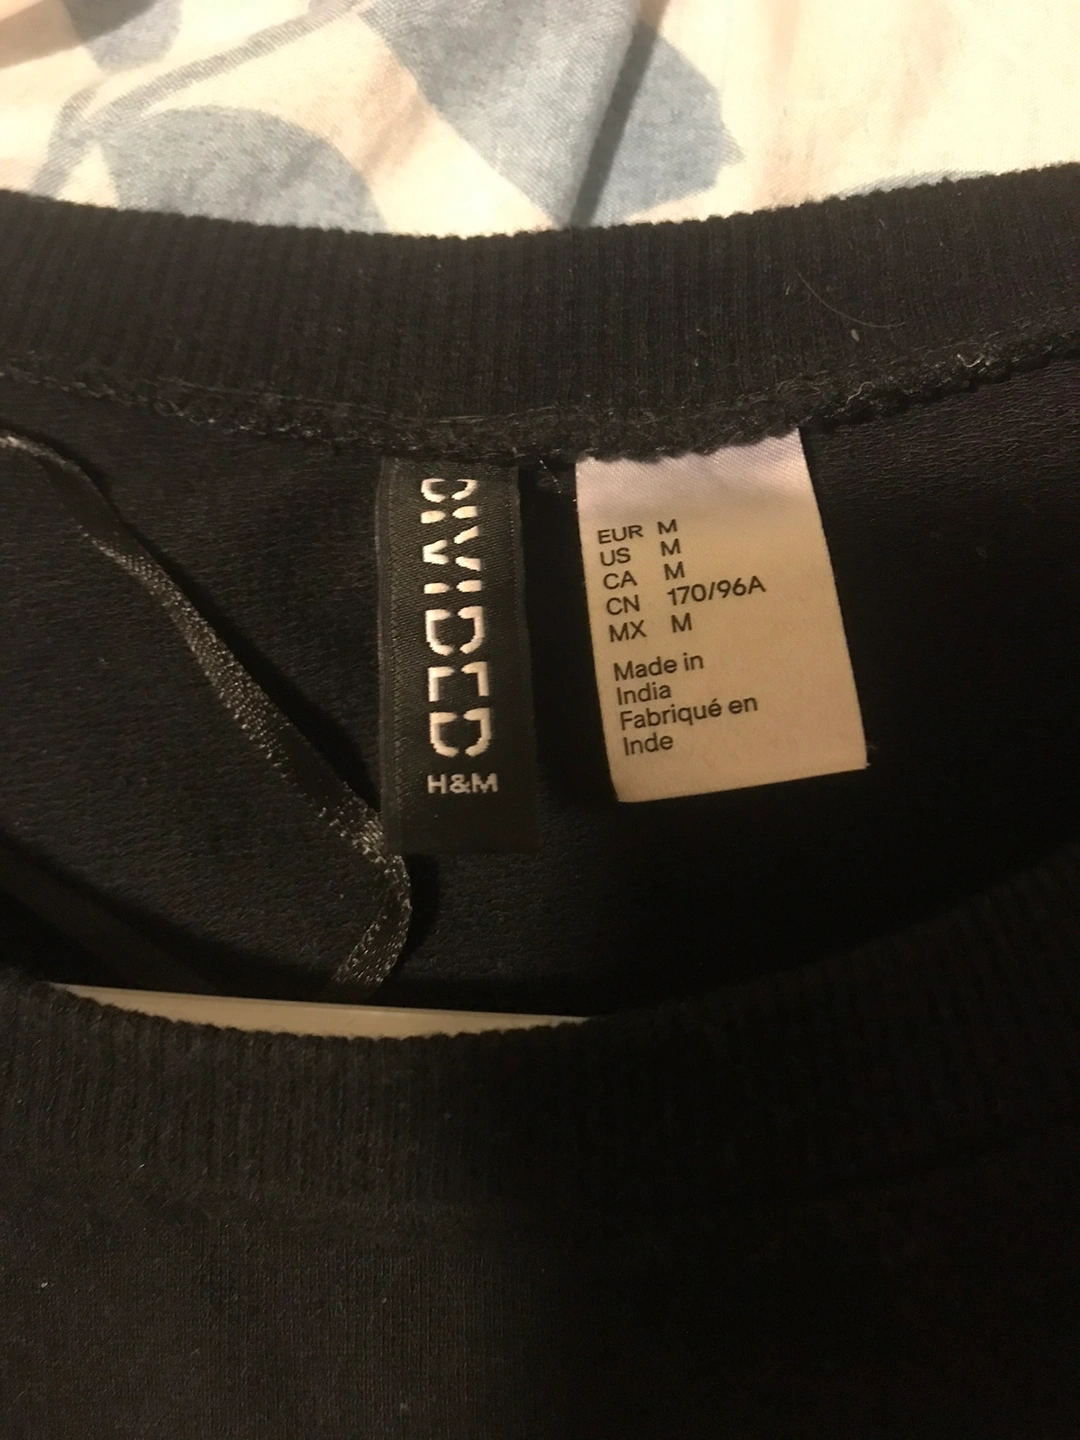 DIVIDED
H&M
EUR M
US M
CA M
CN 170/96A
MX M
Made in
India
Fabriqué en
Inde